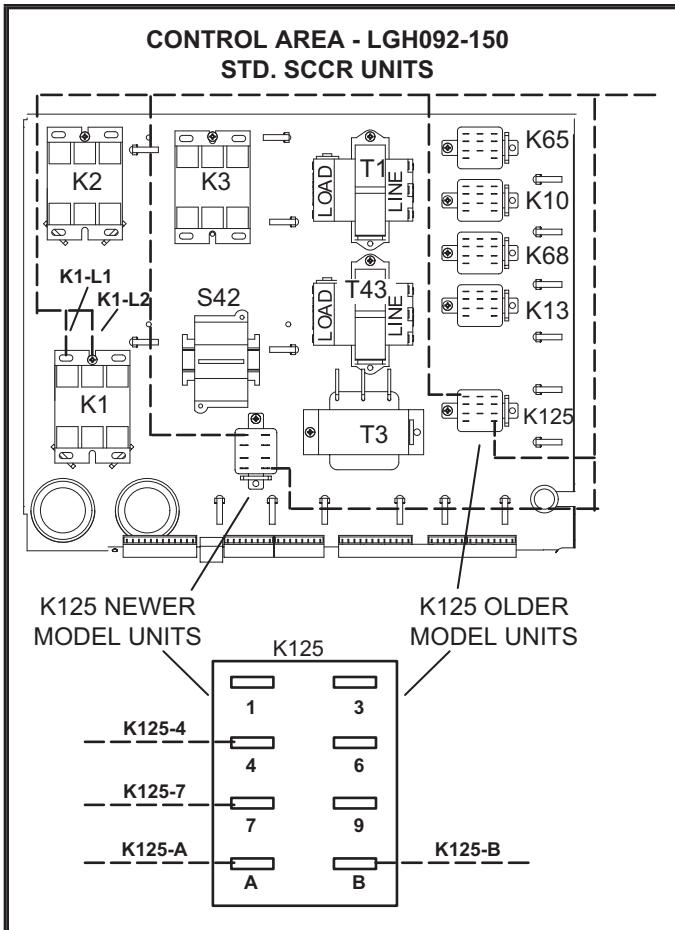 CONTROL AREA - LGH092-150
STD. SCCR UNITS
K2
K3
LOAD
T1
LINE
K65
K10
K68
K13
K1-L1
K1-L2
S42
LOAD
T43
LINE
K1
T3
K125
K125 NEWER
MODEL UNITS
K125 OLDER
MODEL UNITS
K125
1
3
K125-4
4
6
K125-7
7
9
K125-A
K125-B
A
B